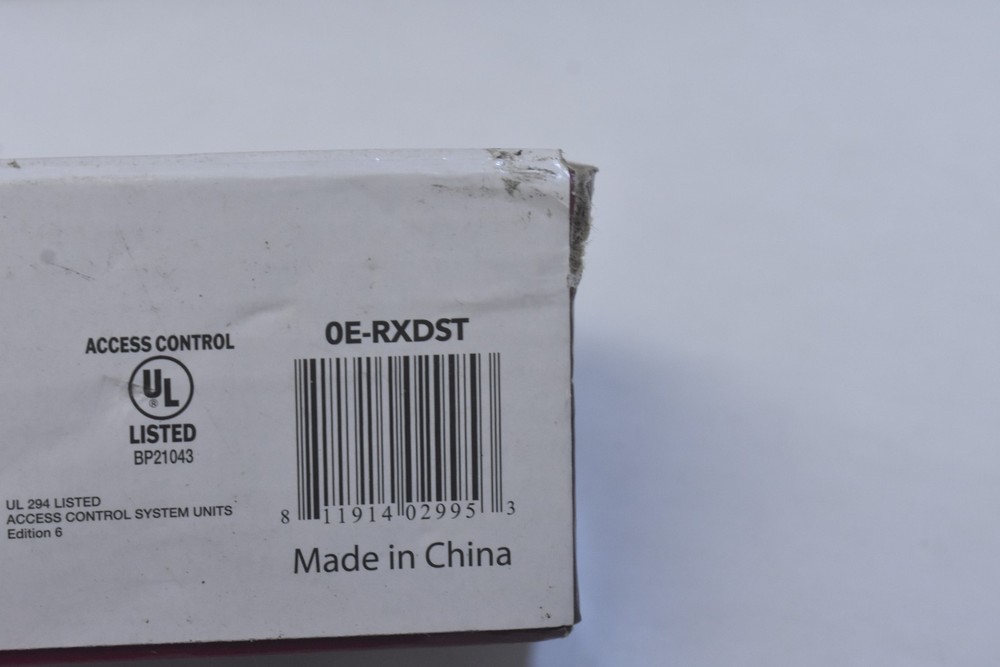 ACCESS CONTROL
UL
®
LISTED
BP21043
UL 294 LISTED
ACCESS CONTROL SYSTEM UNITS
Edition 6
0E-RXDST
8 11914 02995 3
Made in China